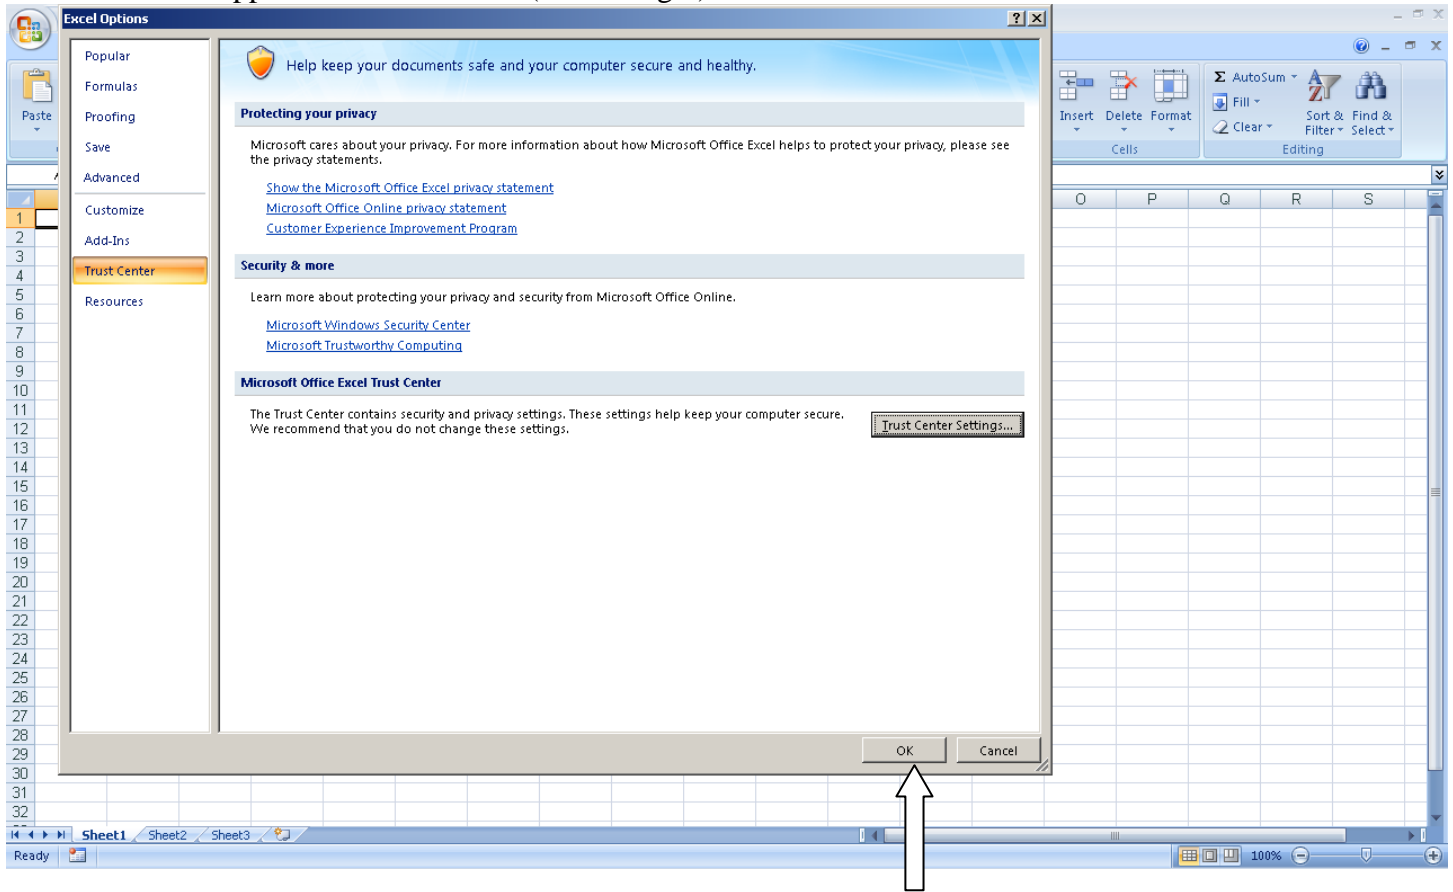 Excel Options
Popular
Formulas
Proofing
Save
Advanced
Customize
Add-Ins
Trust Center
Resources
Help keep your documents safe and your computer secure and healthy.
Protecting your privacy
Microsoft cares about your privacy. For more information about how Microsoft Office Excel helps to protect your privacy, please see
the privacy statements.
Show the Microsoft Office Excel privacy statement
Microsoft Office Online privacy statement
Customer Experience Improvement Program
Security & more
Learn more about protecting your privacy and security from Microsoft Office Online.
Microsoft Windows Security Center
Microsoft Trustworthy Computing
Microsoft Office Excel Trust Center
The Trust Center contains security and privacy settings. These settings help keep your computer secure.
We recommend that you do not change these settings.
Trust Center Settings...
OK Cancel
Paste
Insert Delete Format
Cells
Σ AutoSum
Fill
Clear
Sort & Filter
Find & Select
Editing
O P Q R S
1
2
3
4
5
6
7
8
9
10
11
12
13
14
15
16
17
18
19
20
21
22
23
24
25
26
27
28
29
30
31
32
Sheet1 Sheet2 Sheet3
Ready 100%